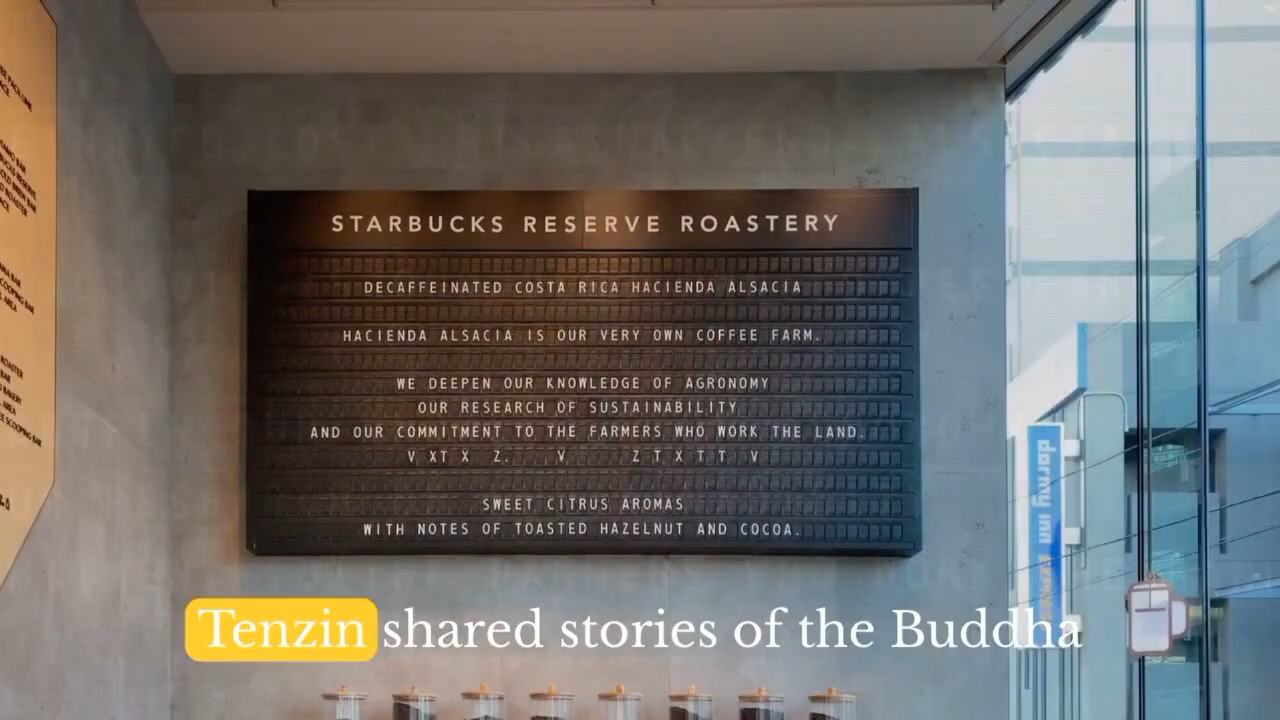 STARBUCKS RESERVE ROASTERY
DECAFFEINATED COSTA RICA HACIENDA ALSACIA
HACIENDA ALSACIA IS OUR VERY OWN COFFEE FARM.
WE DEEPEN OUR KNOWLEDGE OF AGRONOMY
OUR RESEARCH OF SUSTAINABILITY
AND OUR COMMITMENT TO THE FARMERS WHO WORK THE LAND.
V XT X Z. V Z T X T T V
SWEET CITRUS AROMAS
WITH NOTES OF TOASTED HAZELNUT AND COCOA.
dormy inn
Tenzin shared stories of the Buddha